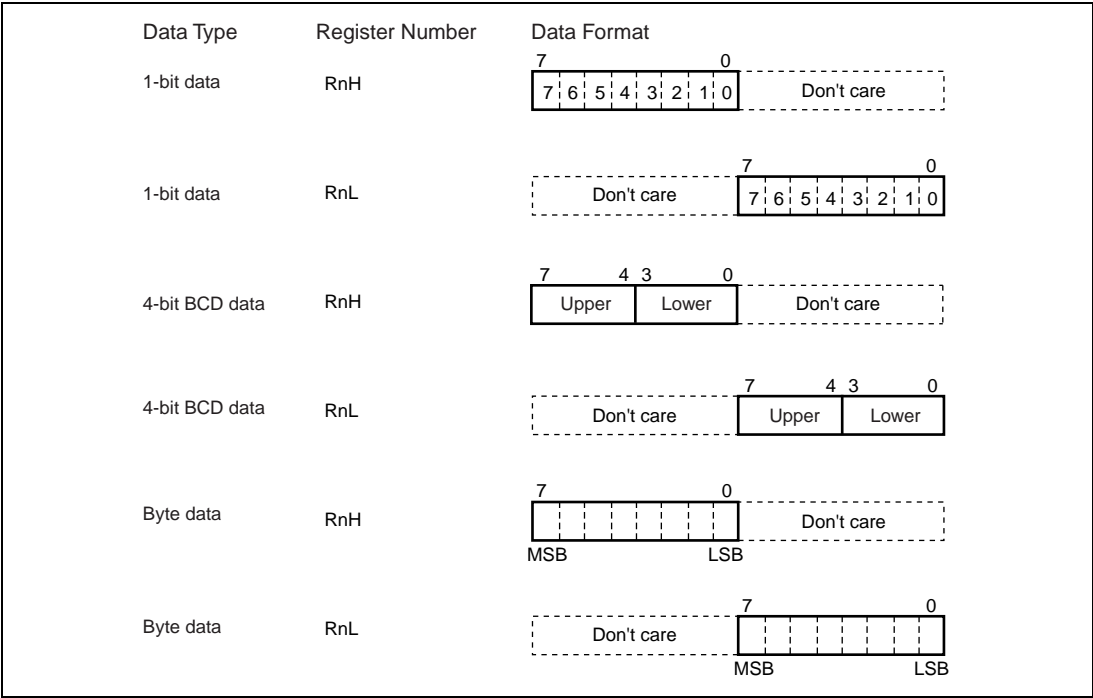 Data Type Register Number Data Format
7 0
1-bit data RnH 7 6 5 4 3 2 1 0 Don't care
7 0
1-bit data RnL Don't care 7 6 5 4 3 2 1 0
7 4 3 0
4-bit BCD data RnH Upper Lower Don't care
7 4 3 0
4-bit BCD data RnL Don't care Upper Lower
7 0
Byte data RnH Don't care
MSB LSB
7 0
Byte data RnL Don't care
MSB LSB